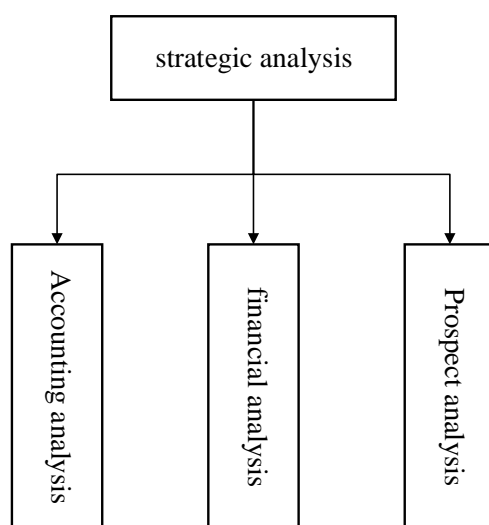 strategic analysis
Accounting analysis
financial analysis
Prospect analysis